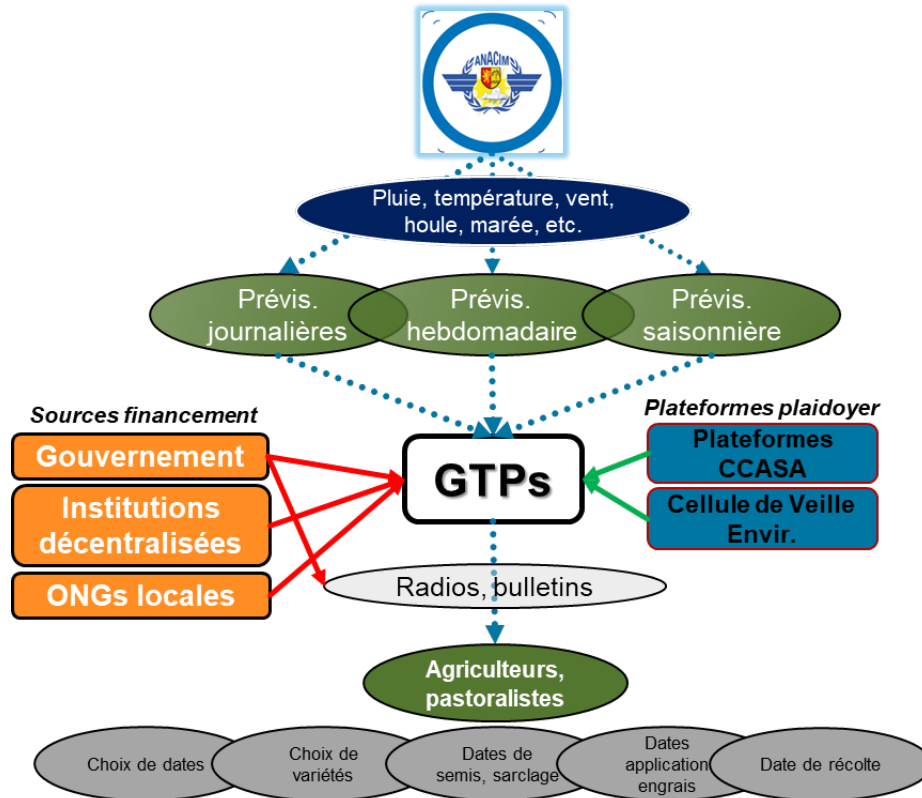 ANACIM
Pluie, température, vent,
houle, marée, etc.
Prévis.
journalières
Prévis.
hebdomadaire
Prévis.
saisonnière
Sources financement
Gouvernement
Institutions
décentralisées
ONGs locales
GTPs
Plateformes plaidoyer
Plateformes
CCASA
Cellule de Veille
Envir.
Radios, bulletins
Agriculteurs,
pastoralistes
Choix de dates
Choix de
variétés
Dates de
semis, sarclage
Dates
application
engrais
Date de récolte